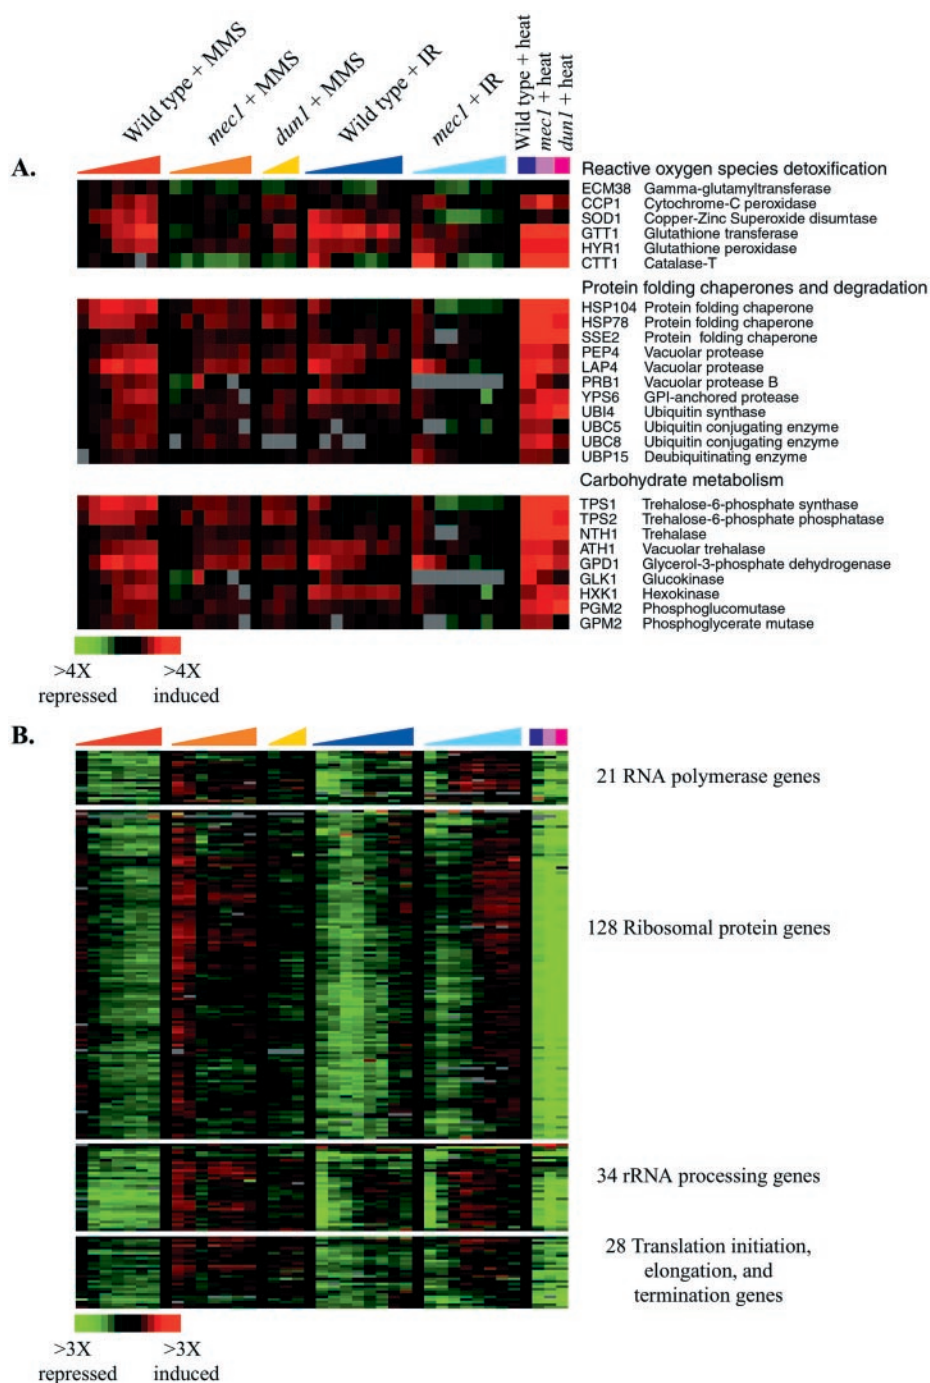 Wild type + MMS
mec1 + MMS
dun1 + MMS
Wild type + IR
mec1 + IR
Wild type + heat
mec1 + heat
dun1 + heat
A.
Reactive oxygen species detoxification
ECM38 Gamma-glutamyltransferase
CCP1 Cytochrome-C peroxidase
SOD1 Copper-Zinc Superoxide disumtase
GTT1 Glutathione transferase
HYR1 Glutathione peroxidase
CTT1 Catalase-T
Protein folding chaperones and degradation
HSP104 Protein folding chaperone
HSP78 Protein folding chaperone
SSE2 Protein folding chaperone
PEP4 Vacuolar protease
LAP4 Vacuolar protease
PRB1 Vacuolar protease B
YPS6 GPI-anchored protease
UBI4 Ubiquitin synthase
UBC5 Ubiquitin conjugating enzyme
UBC8 Ubiquitin conjugating enzyme
UBP15 Deubiquitinating enzyme
Carbohydrate metabolism
TPS1 Trehalose-6-phosphate synthase
TPS2 Trehalose-6-phosphate phosphatase
NTH1 Trehalase
ATH1 Vacuolar trehalase
GPD1 Glycerol-3-phosphate dehydrogenase
GLK1 Glucokinase
HXK1 Hexokinase
PGM2 Phosphoglucomutase
GPM2 Phosphoglycerate mutase
>4X >4X
repressed induced
B.
21 RNA polymerase genes
128 Ribosomal protein genes
34 rRNA processing genes
28 Translation initiation,
elongation, and
termination genes
>3X >3X
repressed induced